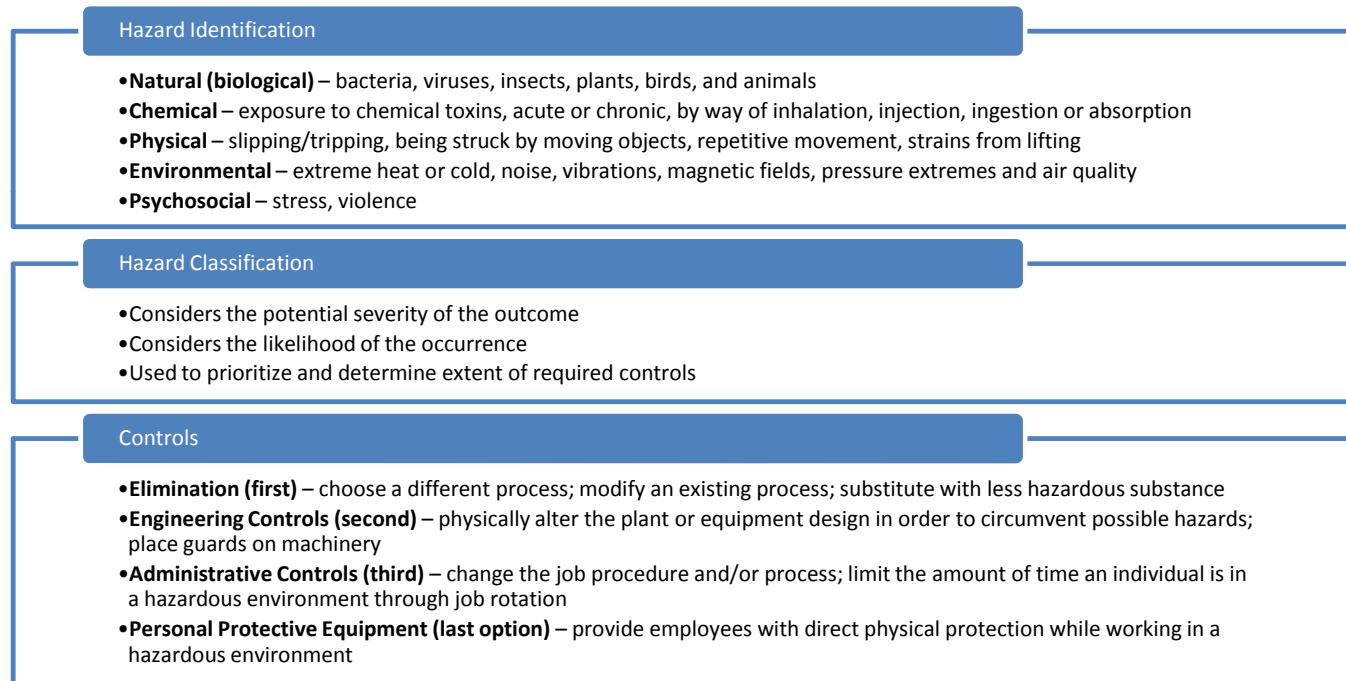 Hazard Identification
•Natural (biological) – bacteria, viruses, insects, plants, birds, and animals
•Chemical – exposure to chemical toxins, acute or chronic, by way of inhalation, injection, ingestion or absorption
•Physical – slipping/tripping, being struck by moving objects, repetitive movement, strains from lifting
•Environmental – extreme heat or cold, noise, vibrations, magnetic fields, pressure extremes and air quality
•Psychosocial – stress, violence
Hazard Classification
•Considers the potential severity of the outcome
•Considers the likelihood of the occurrence
•Used to prioritize and determine extent of required controls
Controls
•Elimination (first) – choose a different process; modify an existing process; substitute with less hazardous substance
•Engineering Controls (second) – physically alter the plant or equipment design in order to circumvent possible hazards;
place guards on machinery
•Administrative Controls (third) – change the job procedure and/or process; limit the amount of time an individual is in
a hazardous environment through job rotation
•Personal Protective Equipment (last option) – provide employees with direct physical protection while working in a
hazardous environment